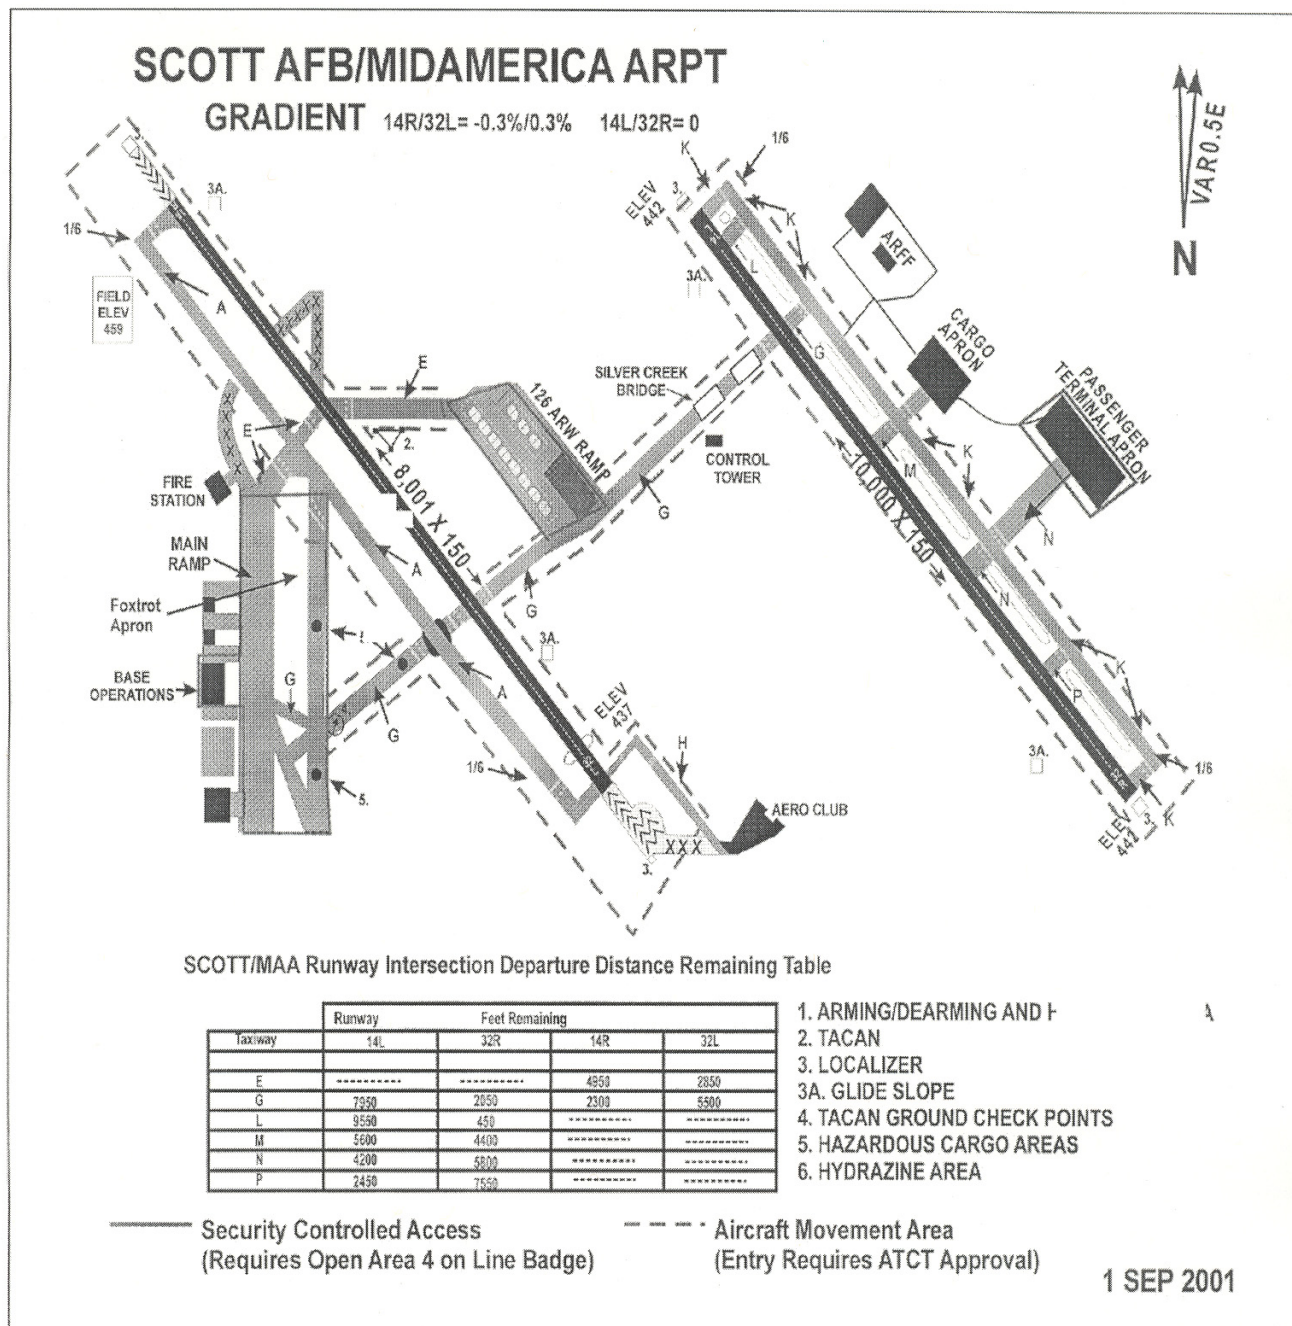 SCOTT AFB/MIDAMERICA ARPT
GRADIENT 14R/32L= -0.3%/0.3% 14L/32R= 0
VAR0.5E
N
3.
3A.
1/6
A
FIELD
ELEV
459
K
1/6
3.
ELEV
442
K
3A.
L
ARFF
CARGO
APRON
G
E
SILVER CREEK
BRIDGE
PASSENGER
TERMINAL APRON
E
2.
126 ARW RAMP
CONTROL
TOWER
K
M
FIRE
STATION
8,001 X 150
G
10,000 X 150
N
MAIN
RAMP
A
Foxtrot
Apron
G
N
3A.
BASE
OPERATIONS
G
A
K
P
G
ELEV
437
H
1/6
5.
3A.
1/6
AERO CLUB
3.
K
ELEV
442
3.
SCOTT/MAA Runway Intersection Departure Distance Remaining Table
Runway Feet Remaining
Taxiway 14L 32R 14R 32L
E ---------- ---------- 4950 2850
G 7950 2050 2300 5500
L 9550 450 ---------- ----------
M 5600 4400 ---------- ----------
N 4200 5800 ---------- ----------
P 2450 7550 ---------- ----------
1. ARMING/DEARMING AND
2. TACAN
3. LOCALIZER
3A. GLIDE SLOPE
4. TACAN GROUND CHECK POINTS
5. HAZARDOUS CARGO AREAS
6. HYDRAZINE AREA
Security Controlled Access
(Requires Open Area 4 on Line Badge)
Aircraft Movement Area
(Entry Requires ATCT Approval)
1 SEP 2001